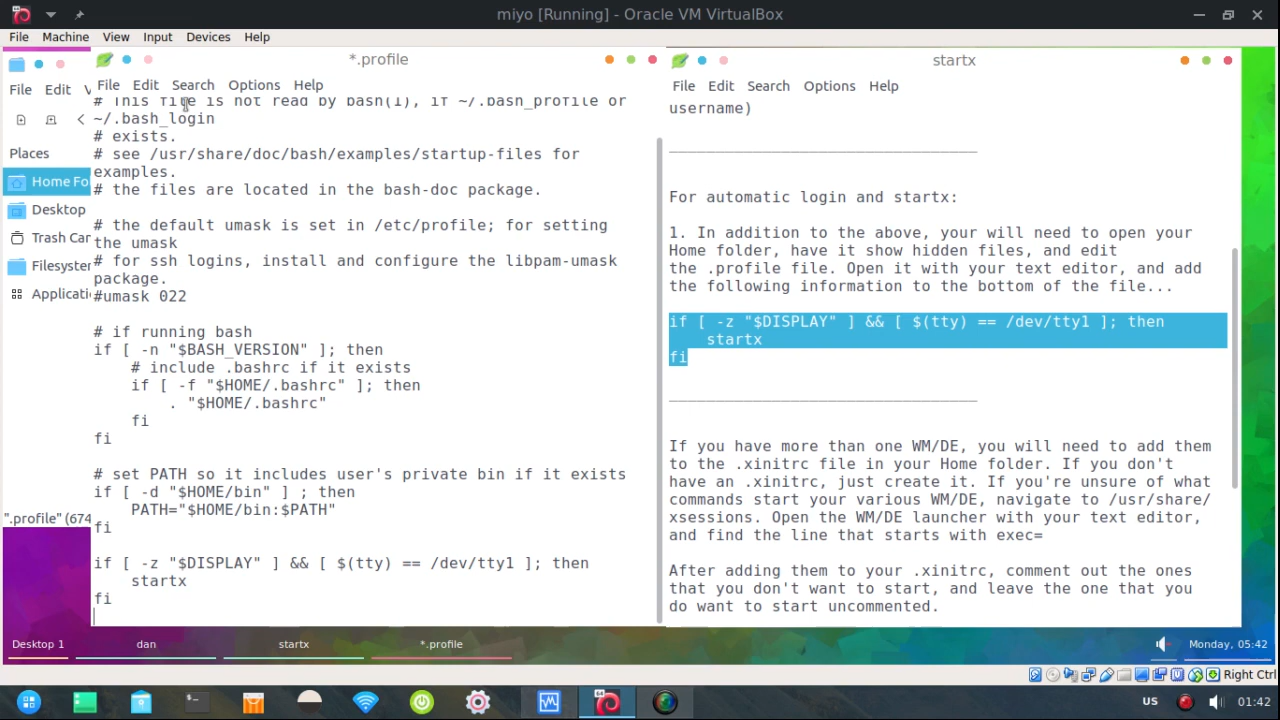 miyo [Running] - Oracle VM VirtualBox
File Machine View Input Devices Help
File Edit V
Places
Home Fo
Desktop
Trash Car
Filesyster
Applicati
".profile" (674
*.profile
File Edit Search Options Help
# This file is not read by bash(1), if ~/.bash_profile or
~/.bash_login
# exists.
# see /usr/share/doc/bash/examples/startup-files for
examples.
# the files are located in the bash-doc package.
# the default umask is set in /etc/profile; for setting
the umask
# for ssh logins, install and configure the libpam-umask
package.
#umask 022
# if running bash
if [ -n "$BASH_VERSION" ]; then
# include .bashrc if it exists
if [ -f "$HOME/.bashrc" ]; then
. "$HOME/.bashrc"
fi
fi
# set PATH so it includes user's private bin if it exists
if [ -d "$HOME/bin" ] ; then
PATH="$HOME/bin:$PATH"
fi
if [ -z "$DISPLAY" ] && [ $(tty) == /dev/tty1 ]; then
startx
fi
startx
File Edit Search Options Help
username)
_________________________________
For automatic login and startx:
1. In addition to the above, your will need to open your
Home folder, have it show hidden files, and edit
the .profile file. Open it with your text editor, and add
the following information to the bottom of the file...
if [ -z "$DISPLAY" ] && [ $(tty) == /dev/tty1 ]; then
startx
fi
_________________________________
If you have more than one WM/DE, you will need to add them
to the .xinitrc file in your Home folder. If you don't
have an .xinitrc, just create it. If you're unsure of what
commands start your various WM/DE, navigate to /usr/share/
xsessions. Open the WM/DE launcher with your text editor,
and find the line that starts with exec=
After adding them to your .xinitrc, comment out the ones
that you don't want to start, and leave the one that you
do want to start uncommented.
Desktop 1 dan startx *.profile Monday, 05:42
Right Ctrl
US 01:42